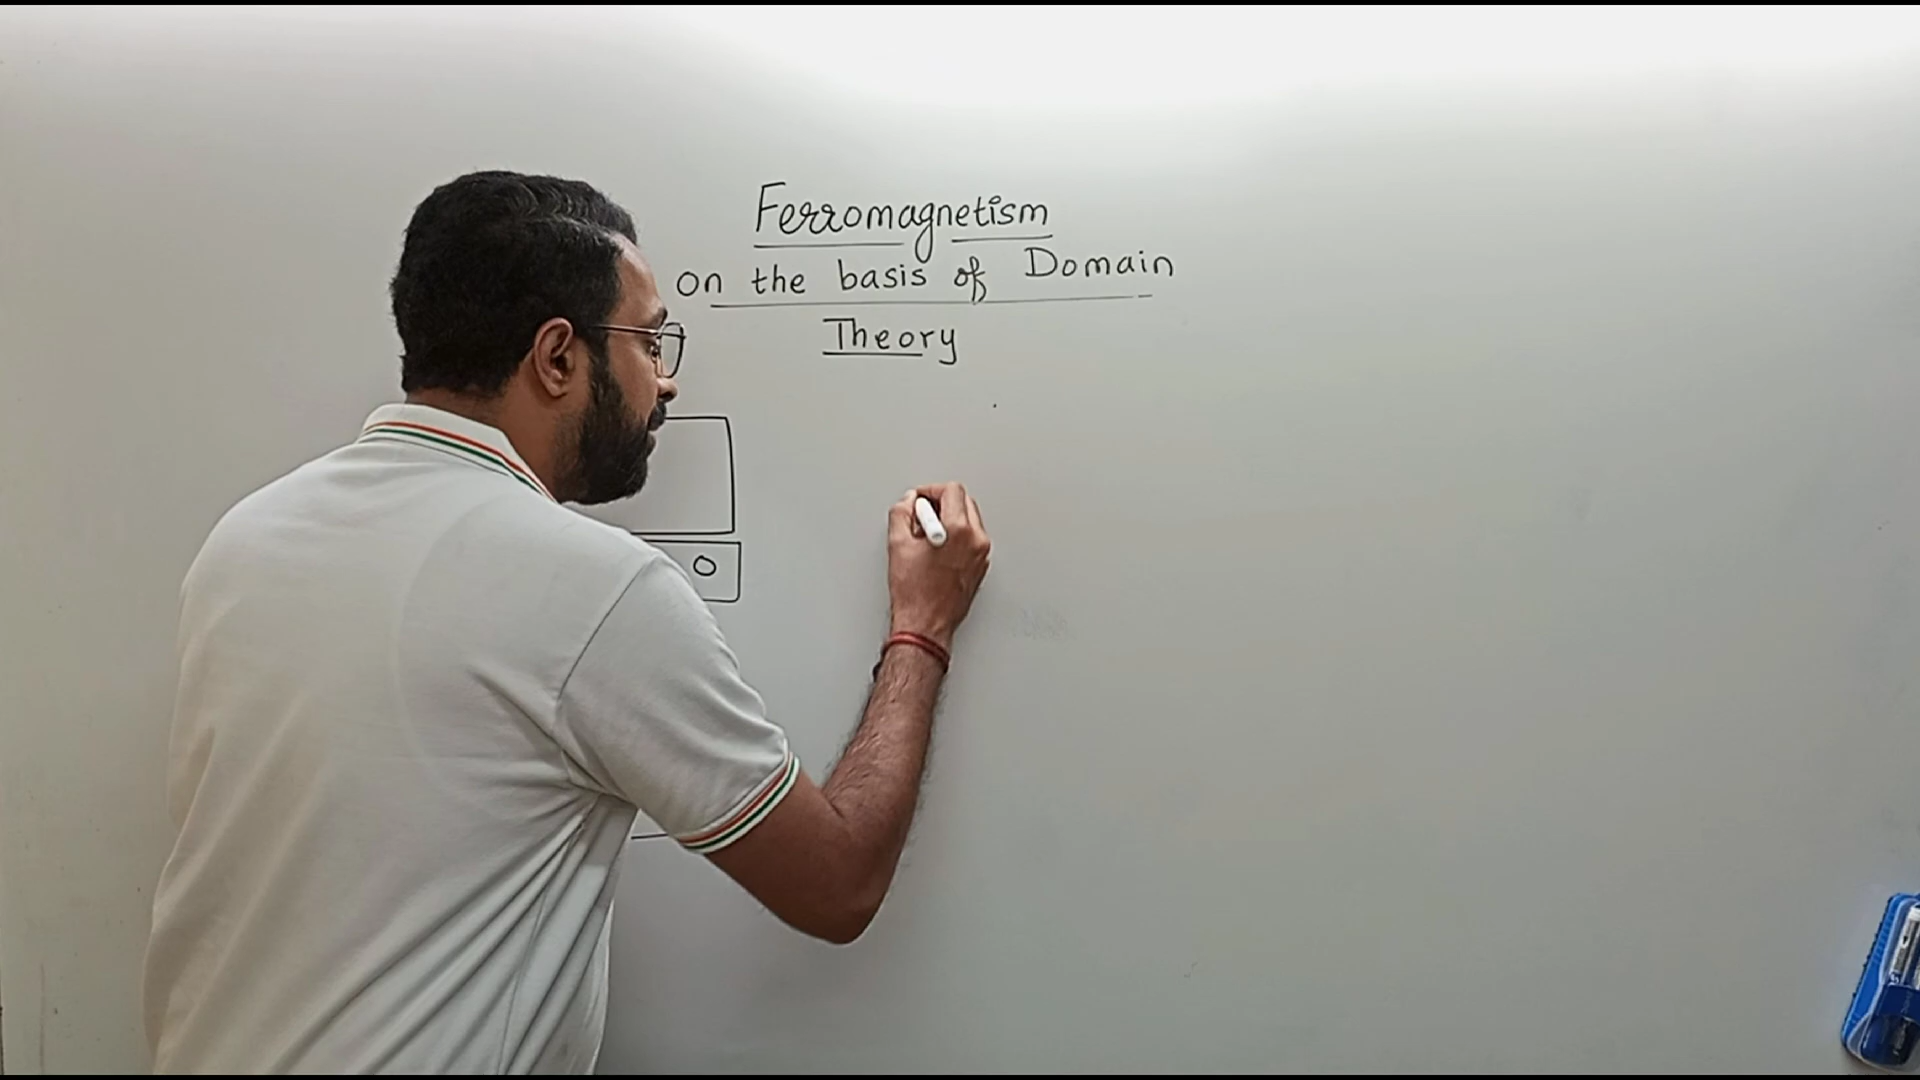 Ferromagnetism
on the basis of Domain
Theory